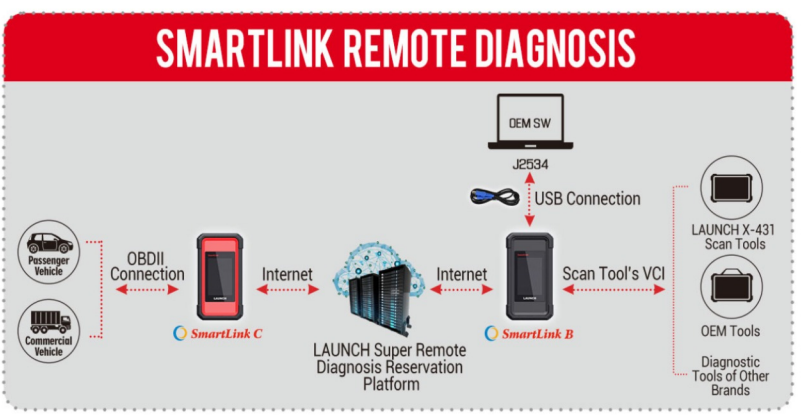 SMARTLINK REMOTE DIAGNOSIS
OEM SW
J2534
USB Connection
LAUNCH X-431
Scan Tools
Passenger
Vehicle
OBDII
Connection
Internet
Internet
Scan Tool's VCI
LAUNCH
LAUNCH
Commercial
Vehicle
SmartLink C
SmartLink B
OEM Tools
LAUNCH Super Remote
Diagnosis Reservation
Platform
Diagnostic
Tools of Other
Brands